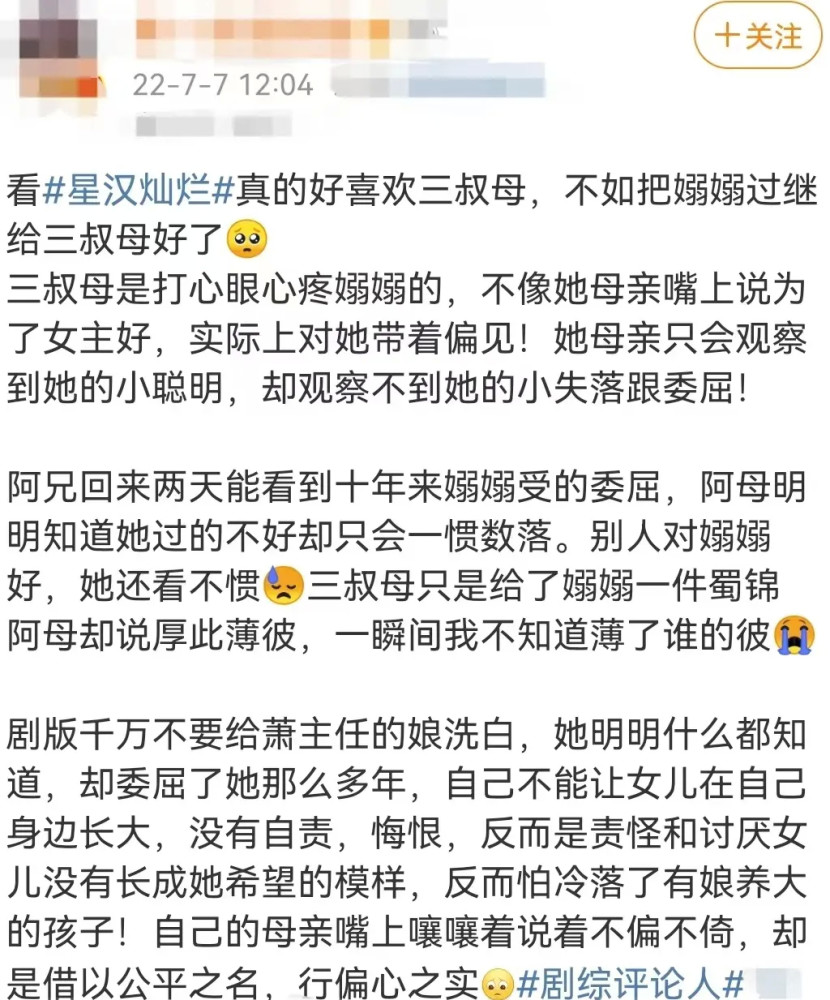 十关注
22-7-7 12:04
看#星汉灿烂#真的好喜欢三叔母，不如把嫋嫋过继
给三叔母好了
三叔母是打心眼心疼嫋嫋的，不像她母亲嘴上说为
了女主好，实际上对她带着偏见！她母亲只会观察
到她的小聪明，却观察不到她的小失落跟委屈！
阿兄回来两天能看到十年来嫋嫋受的委屈，阿母明
明知道她过的不好却只会一惯数落。别人对嫋嫋
好，她还看不惯😓三叔母只是给了嫋嫋一件蜀锦
阿母却说厚此薄彼，一瞬间我不知道薄了谁的彼😭
剧版千万不要给萧主任的娘洗白，她明明什么都知
道，却委屈了她那么多年，自己不能让女儿在自己
身边长大，没有自责，悔恨，反而是责怪和讨厌女
儿没有长成她希望的模样，反而怕冷落了有娘养大
的孩子！自己的母亲嘴上嚷嚷着说着不偏不倚，却
是借以公平之名，行偏心之实🥺#剧综评论人#